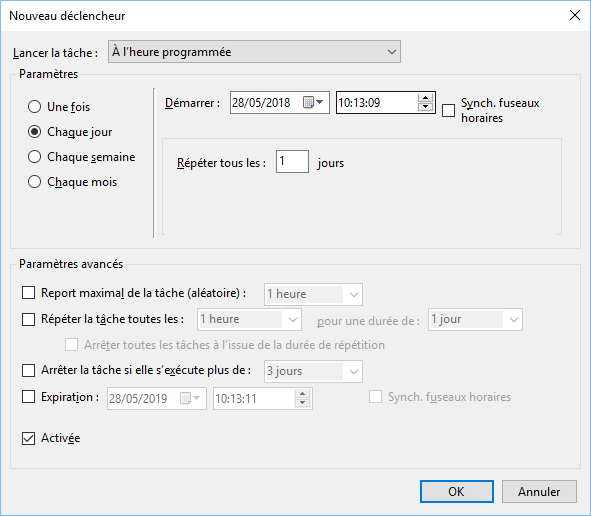 Nouveau déclencheur
Lancer la tâche : À l’heure programmée
Paramètres
Une fois
Chaque jour
Chaque semaine
Chaque mois
Démarrer : 28/05/2018 10:13:09 Synch. fuseaux
horaires
Répéter tous les : 1 jours
Paramètres avancés
Report maximal de la tâche (aléatoire) : 1 heure
Répéter la tâche toutes les : 1 heure pour une durée de : 1 jour
Arrêter toutes les tâches à l’issue de la durée de répétition
Arrêter la tâche si elle s’exécute plus de : 3 jours
Expiration : 28/05/2019 10:13:11 Synch. fuseaux horaires
Activée
OK Annuler